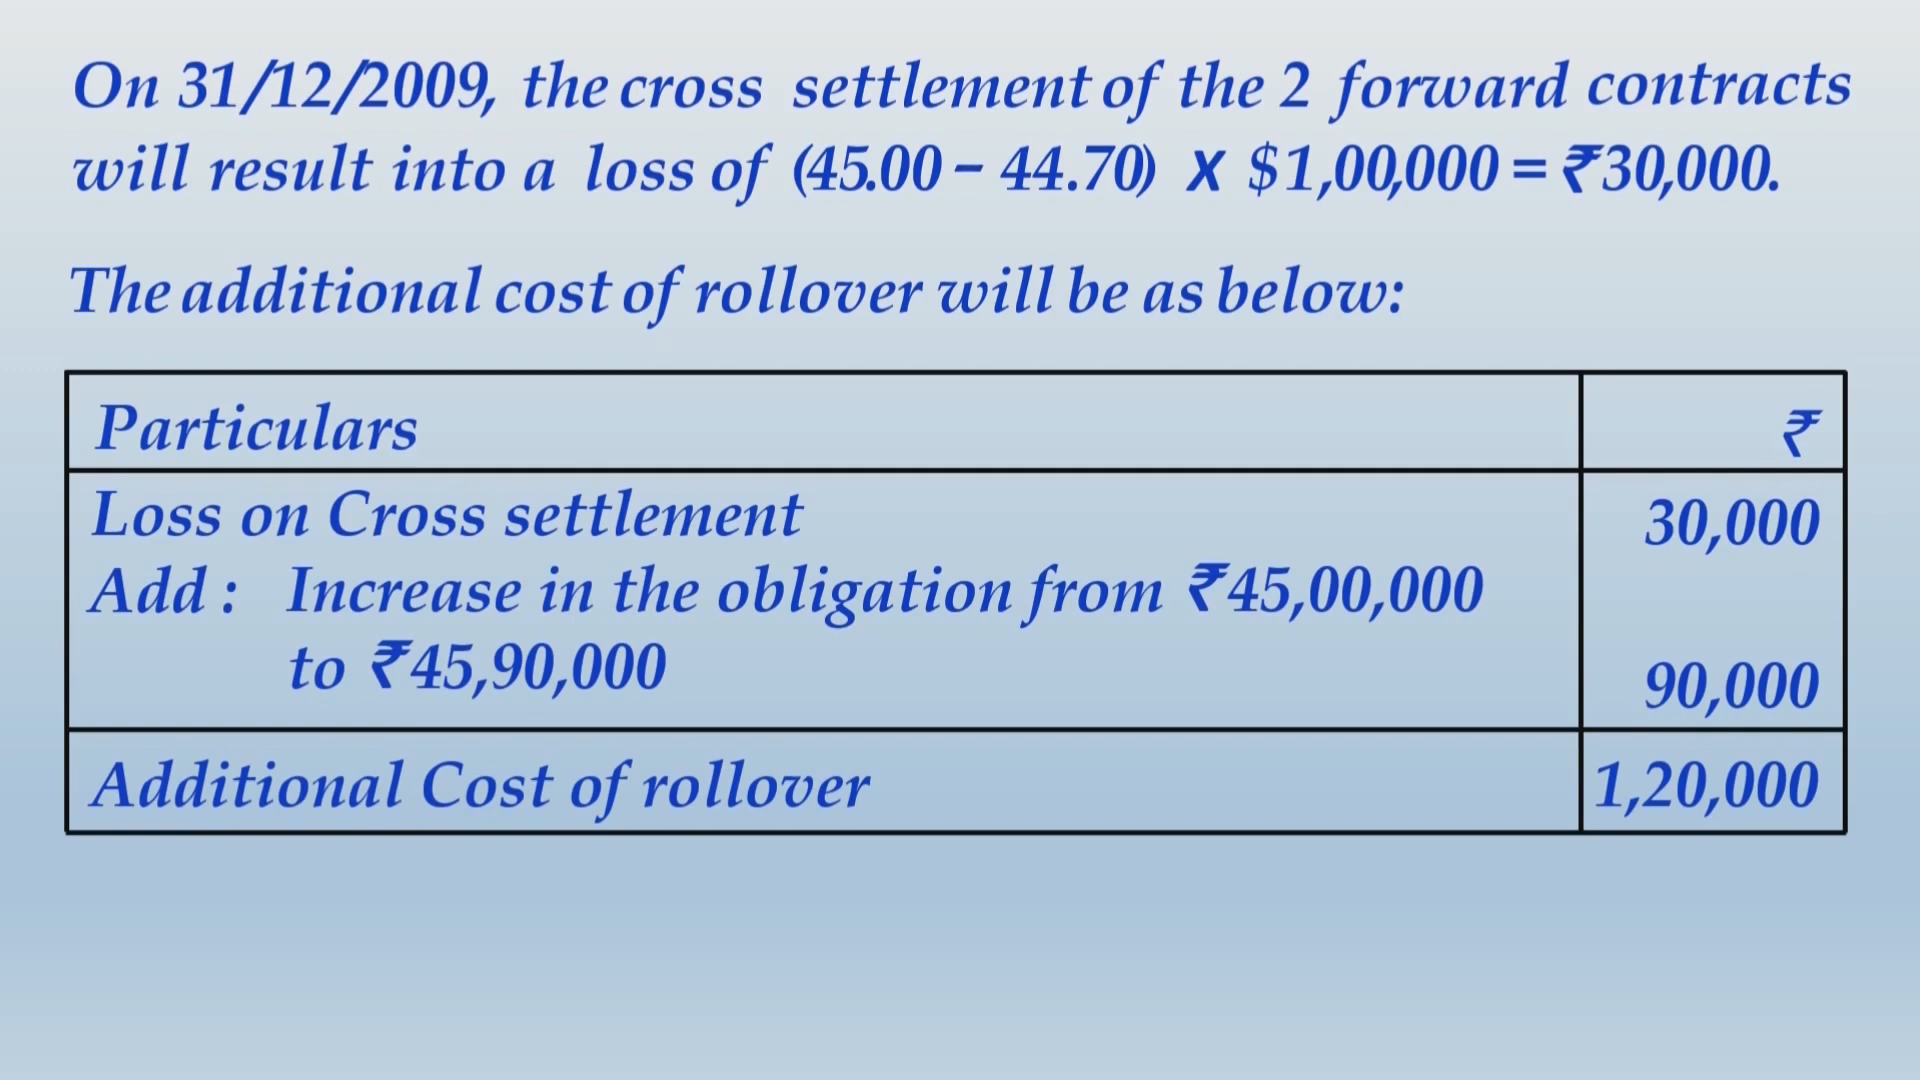 On 31/12/2009, the cross settlement of the 2 forward contracts
will result into a loss of (45.00 – 44.70) X $1,00,000 = ₹30,000.
The additional cost of rollover will be as below:
Particulars ₹
Loss on Cross settlement 30,000
Add : Increase in the obligation from ₹45,00,000
to ₹45,90,000 90,000
Additional Cost of rollover 1,20,000